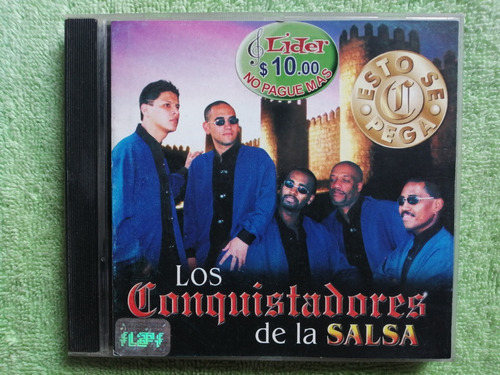 Lider
$ 10.00
NO PAGUE MAS
ESTO SE
C
PEGA
LOS
Conquistadores
de la SALSA